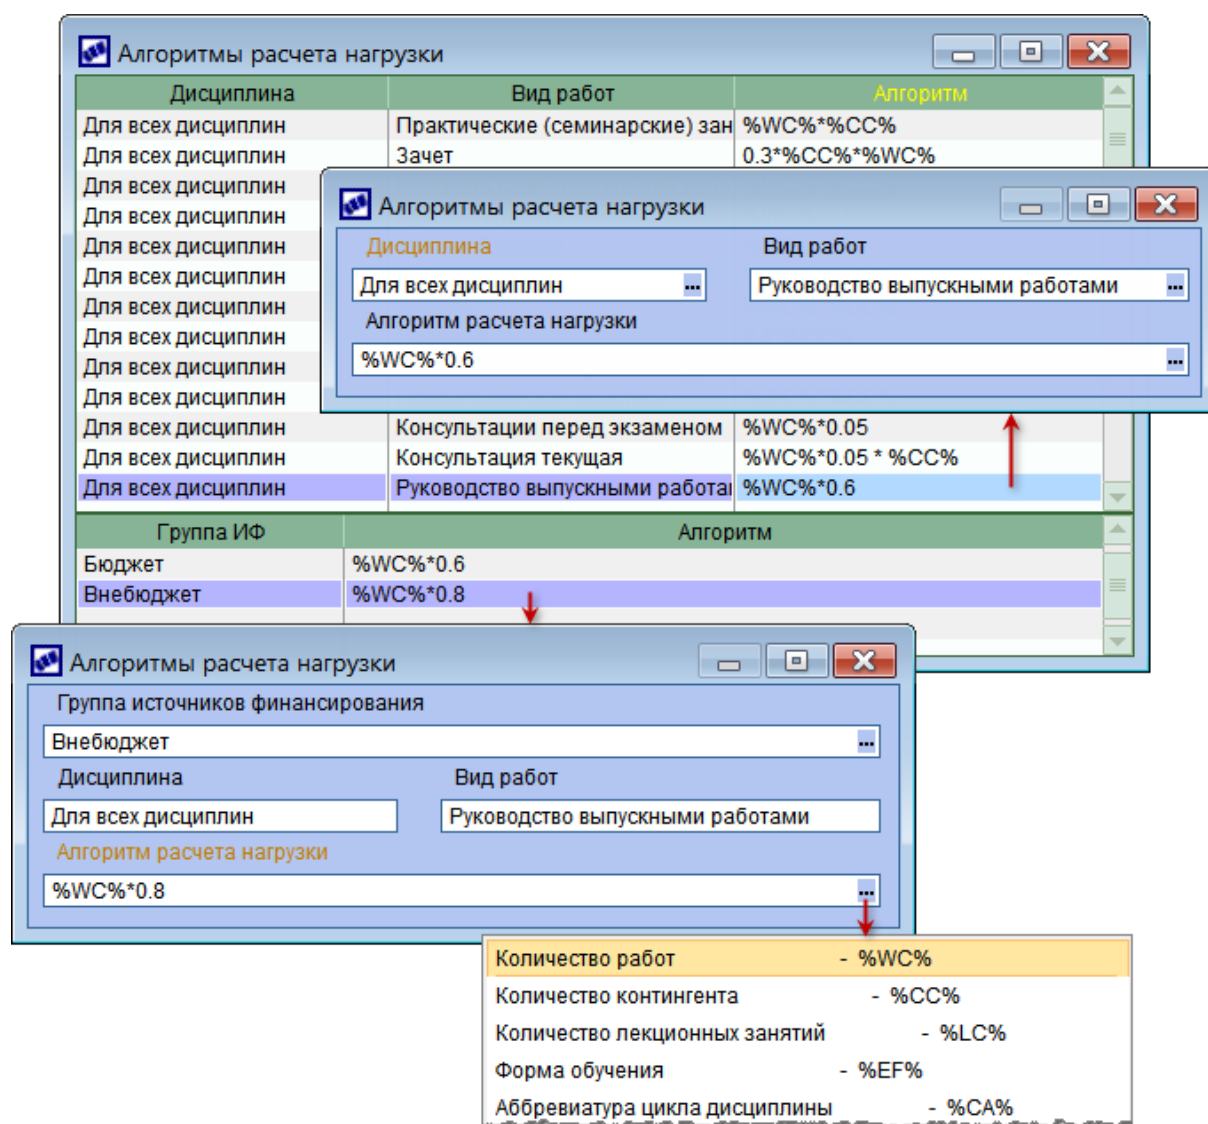 Алгоритмы расчета нагрузки
Дисциплина Вид работ Алгоритм
Для всех дисциплин Практические (семинарские) зан %WC%*%CC%
Для всех дисциплин Зачет 0.3*%CC%*%WC%
Для всех дисциплин
Для всех дисциплин
Для всех дисциплин
Для всех дисциплин
Для всех дисциплин
Для всех дисциплин
Для всех дисциплин
Для всех дисциплин
Алгоритмы расчета нагрузки
Дисциплина Вид работ
Для всех дисциплин ... Руководство выпускными работами ...
Алгоритм расчета нагрузки
%WC%*0.6 ...
Для всех дисциплин Консультации перед экзаменом %WC%*0.05
Для всех дисциплин Консультация текущая %WC%*0.05 * %CC%
Для всех дисциплин Руководство выпускными работа %WC%*0.6
Группа ИФ Алгоритм
Бюджет %WC%*0.6
Внебюджет %WC%*0.8
Алгоритмы расчета нагрузки
Группа источников финансирования
Внебюджет ...
Дисциплина Вид работ
Для всех дисциплин Руководство выпускными работами
Алгоритм расчета нагрузки
%WC%*0.8 ...
Количество работ - %WC%
Количество контингента - %CC%
Количество лекционных занятий - %LC%
Форма обучения - %EF%
Аббревиатура цикла дисциплины - %CA%